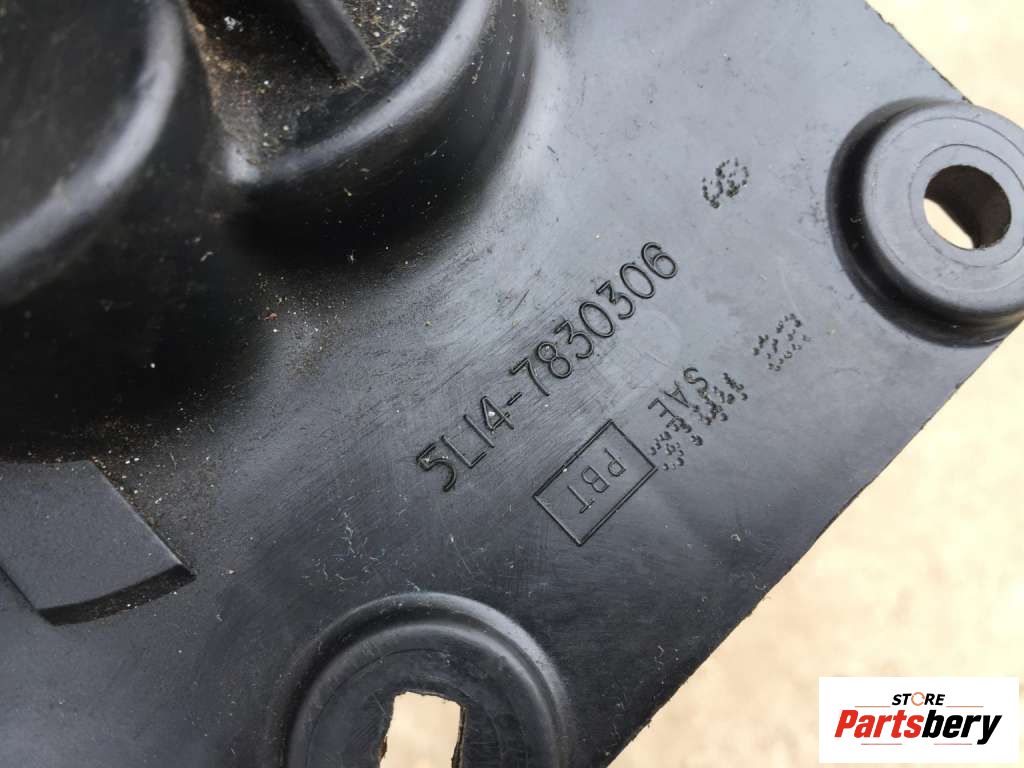 5L14-7830306
SAE
PBT
STORE
Partsbery